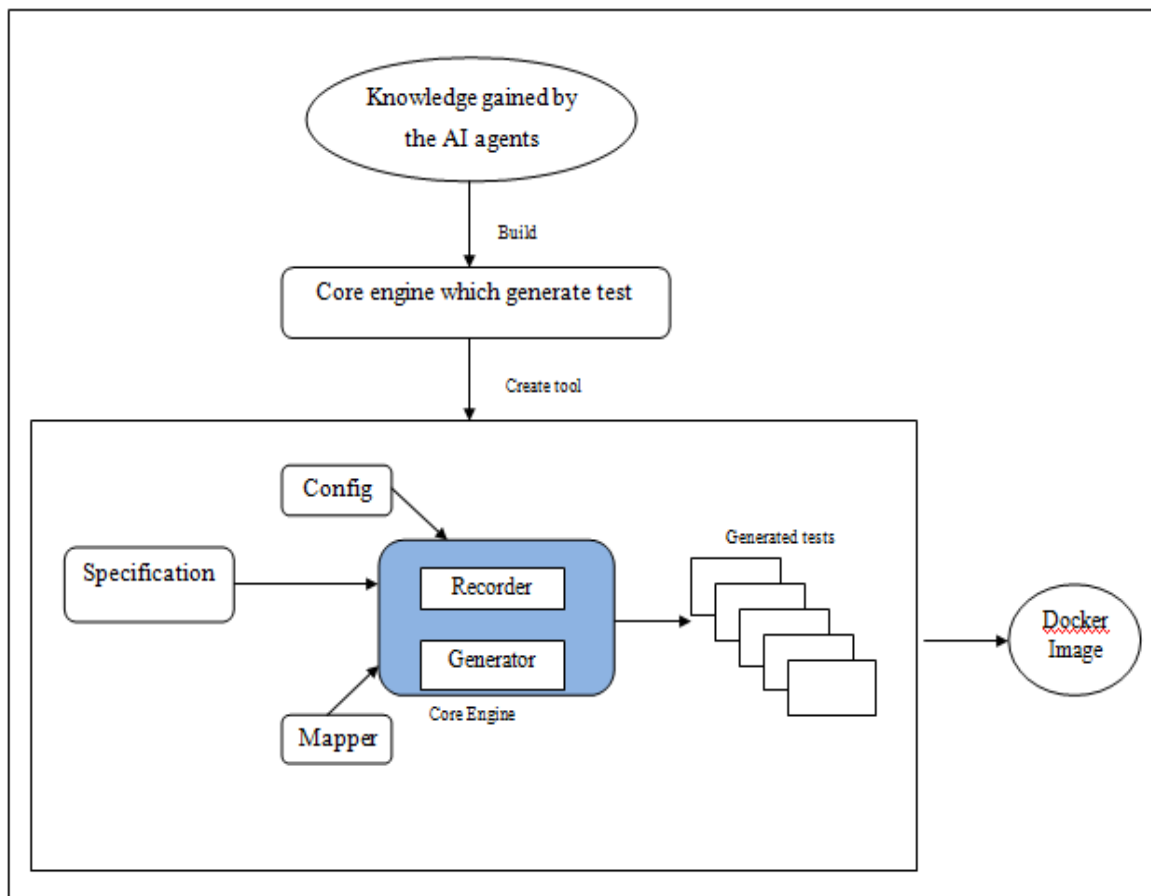 Knowledge gained by
the AI agents
Build
Core engine which generate test
Create tool
Config
Specification
Recorder
Generator
Core Engine
Mapper
Generated tests
Docker
Image